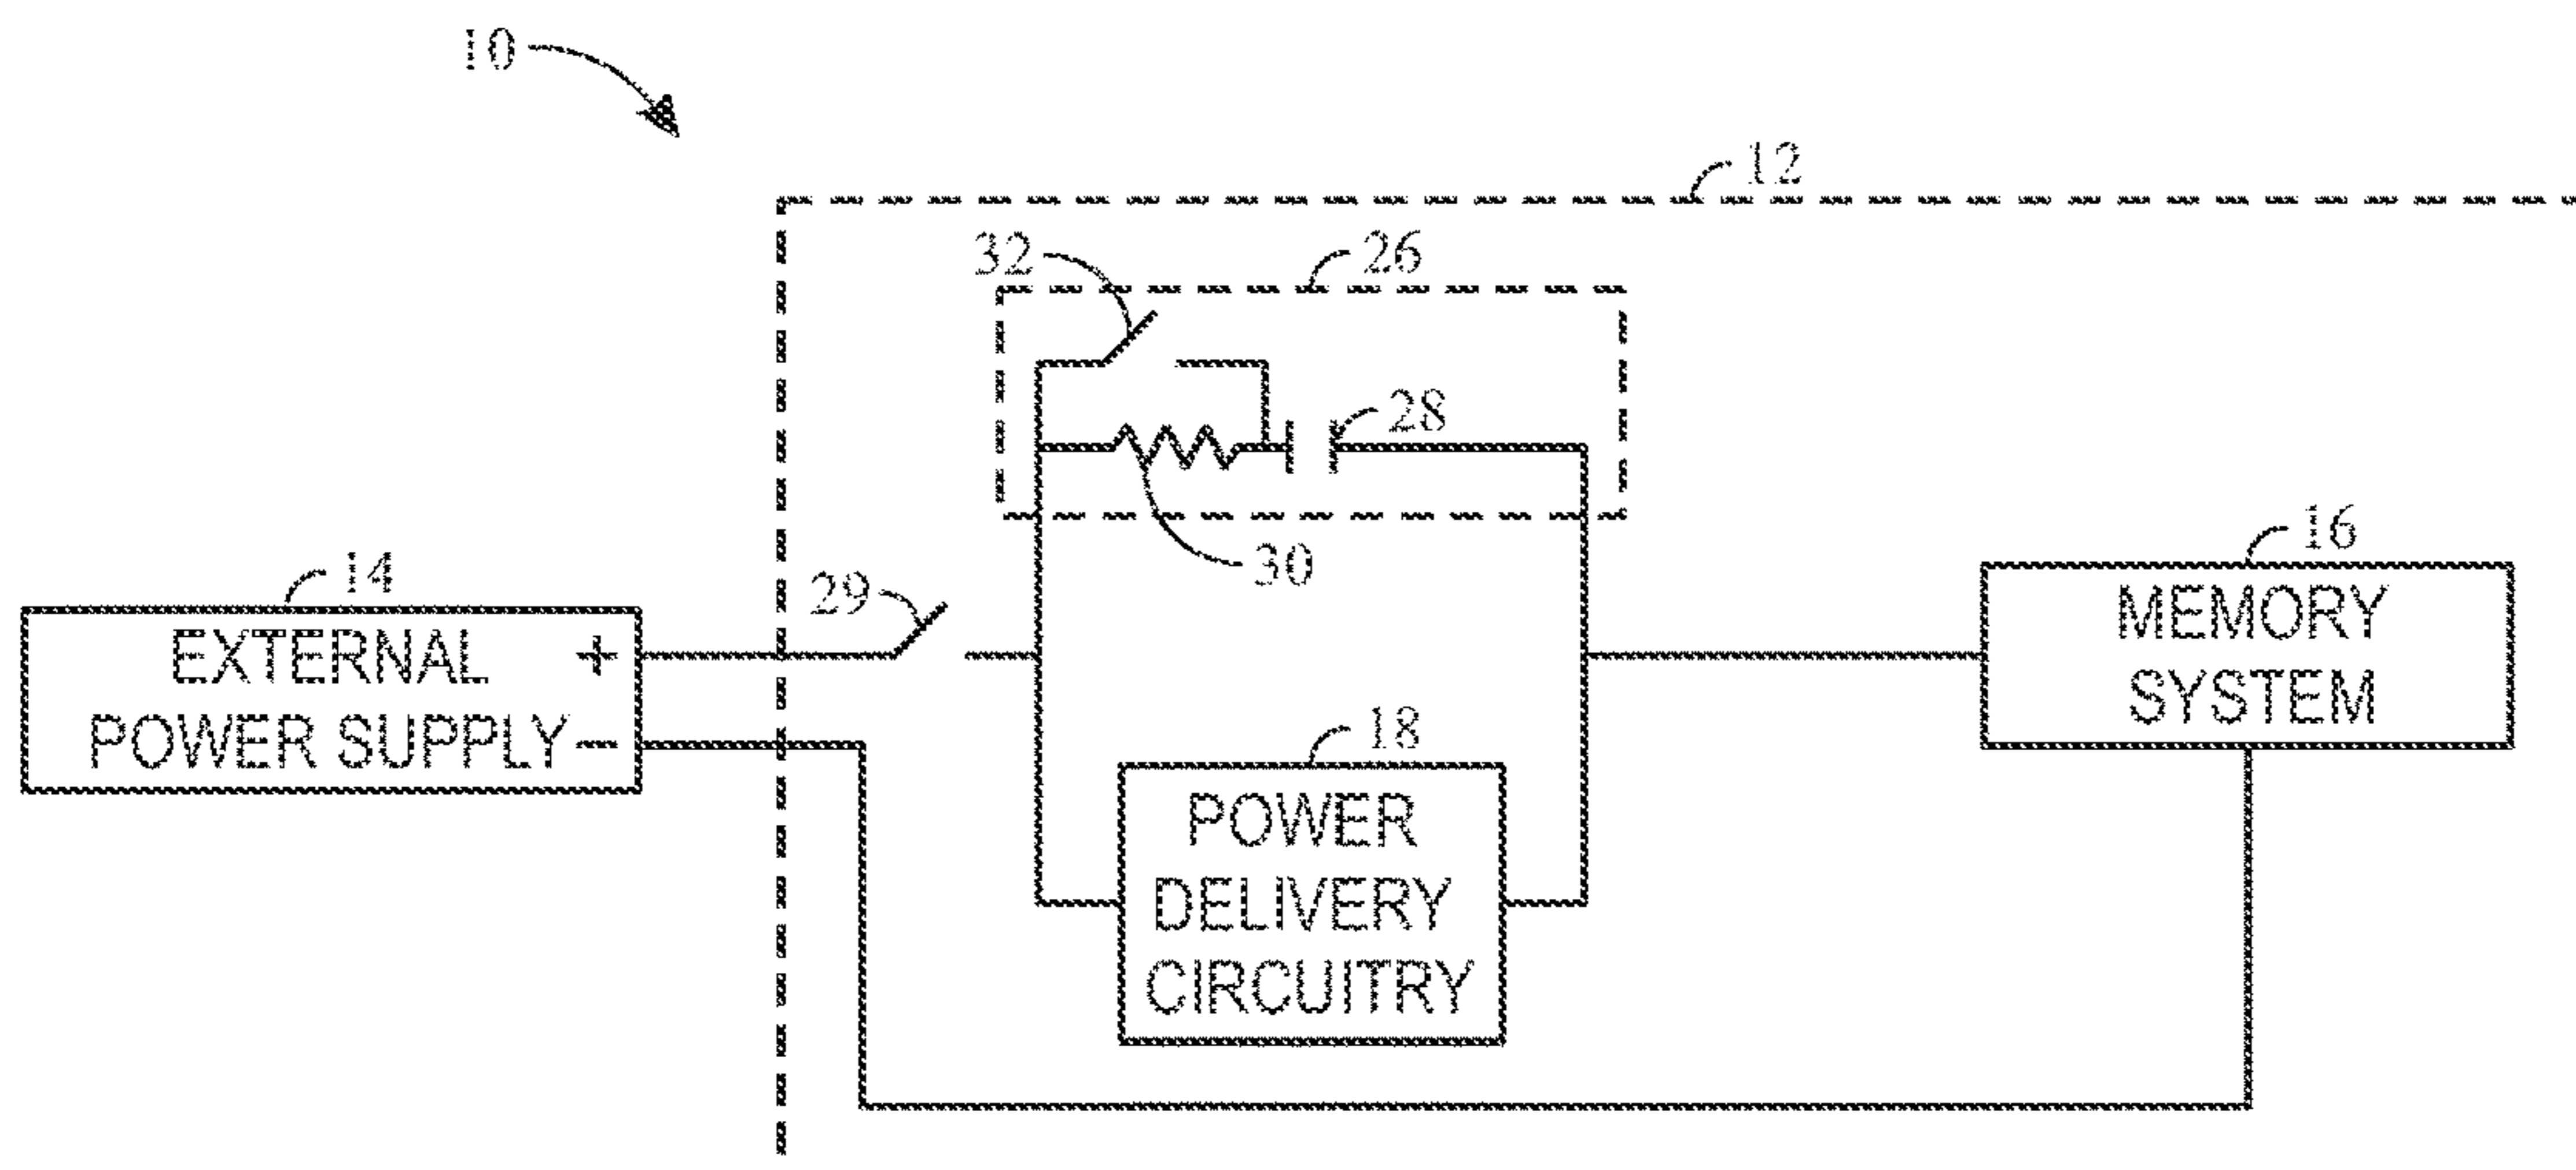 10
12
32
26
28
30
14
29
16
EXTERNAL +
POWER SUPPLY −
MEMORY
SYSTEM
18
POWER
DELIVERY
CIRCUITRY